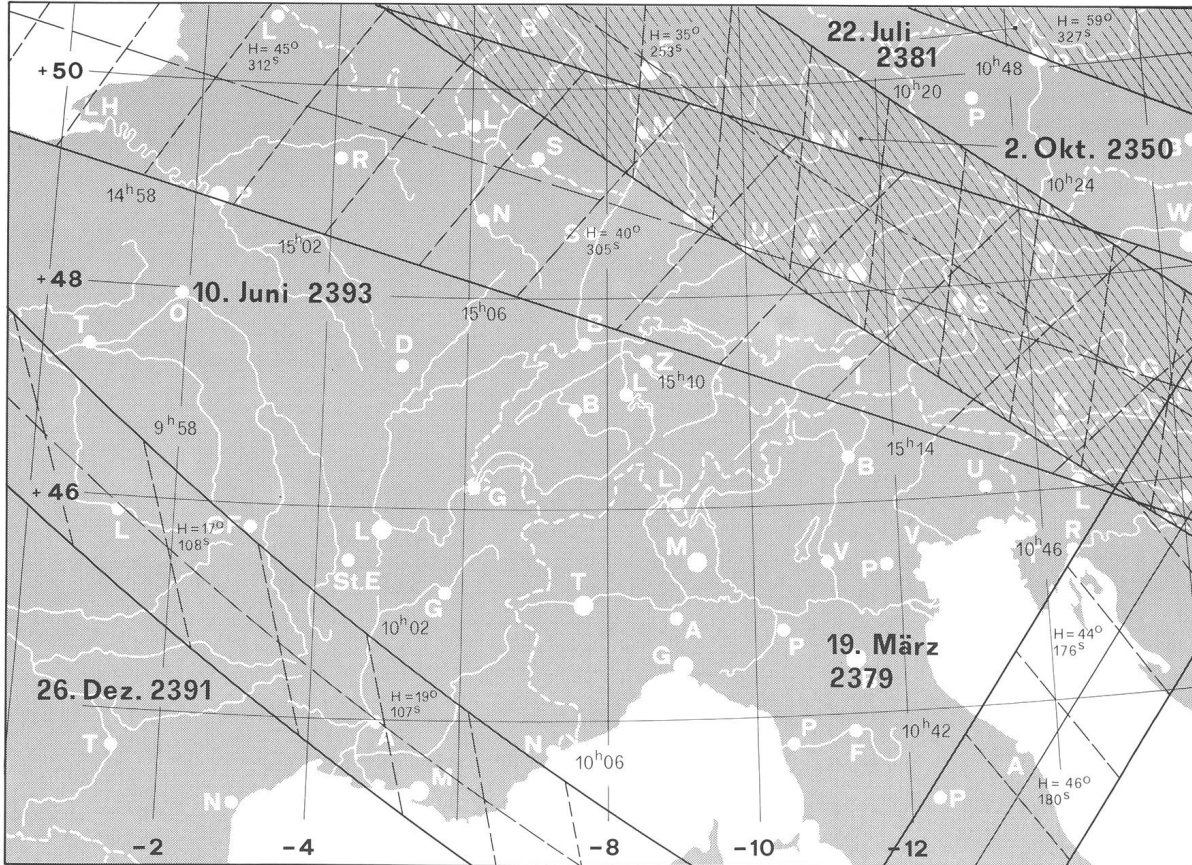 L
H = 45°
312ˢ
N
B
H = 35°
253ˢ
22. Juli
2381
H = 59°
327ˢ
+50
10ʰ48
P
10ʰ20
P
LH
L
M
N
S
R
2. Okt. 2350
B
14ʰ58
P
10ʰ24
N
S
W
15ʰ02
S
H = 40°
305ˢ
U
A
M
L
+48
10. Juni 2393
O
15ʰ06
S
T
B
D
Z
15ʰ10
I
G
L
B
K
9ʰ58
15ʰ14
B
U
+46
G
L
L
L
H = 17°
108ˢ
F
L
R
10ʰ46
M
V
P
V
T
St.E
T
G
10ʰ02
A
P
H = 44°
176ˢ
G
19. März
2379
26. Dez. 2391
H = 19°
107ˢ
A
10ʰ42
T
N
10ʰ06
P
F
A
M
H = 46°
180ˢ
N
P
-2
-4
-8
-10
-12